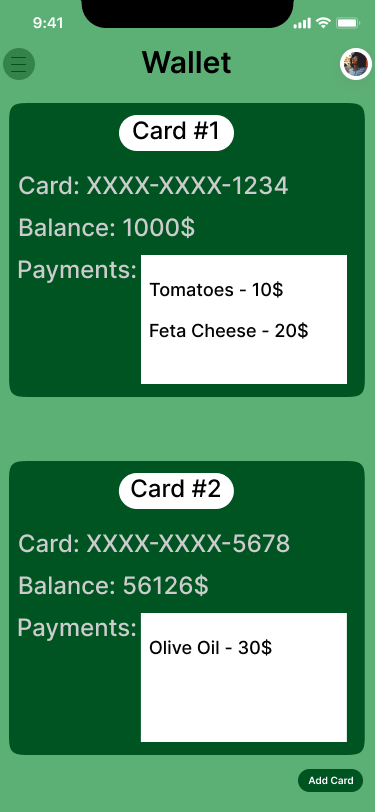 9:41
Wallet
Card #1
Card: XXXX-XXXX-1234
Balance: 1000$
Payments:
Tomatoes - 10$
Feta Cheese - 20$
Card #2
Card: XXXX-XXXX-5678
Balance: 56126$
Payments:
Olive Oil - 30$
Add Card